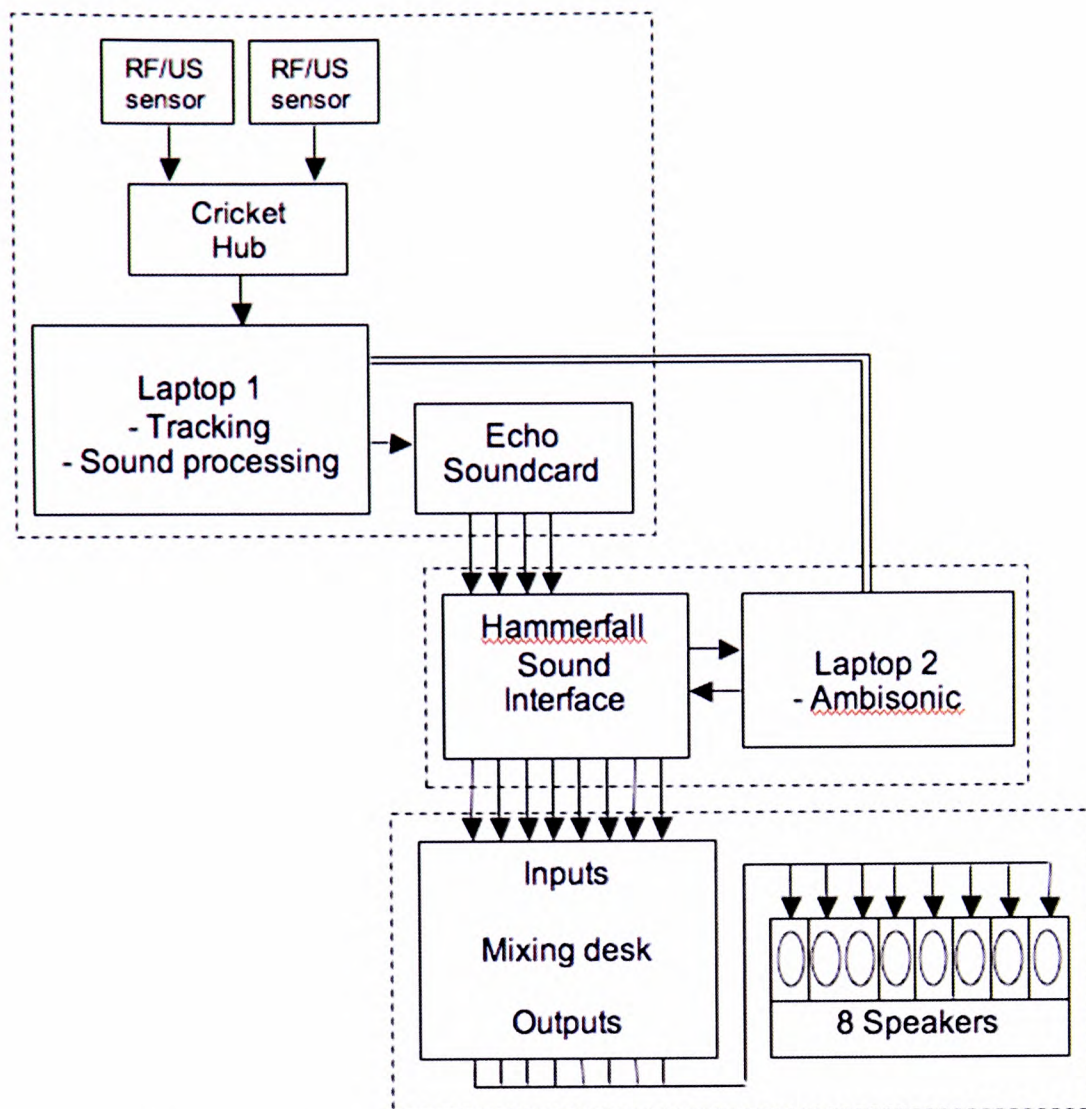 RF/US
sensor
RF/US
sensor
Cricket
Hub
Laptop 1
- Tracking
- Sound processing
Echo
Soundcard
Hammerfall
Sound
Interface
Laptop 2
- Ambisonic
Inputs
Mixing desk
Outputs
8 Speakers